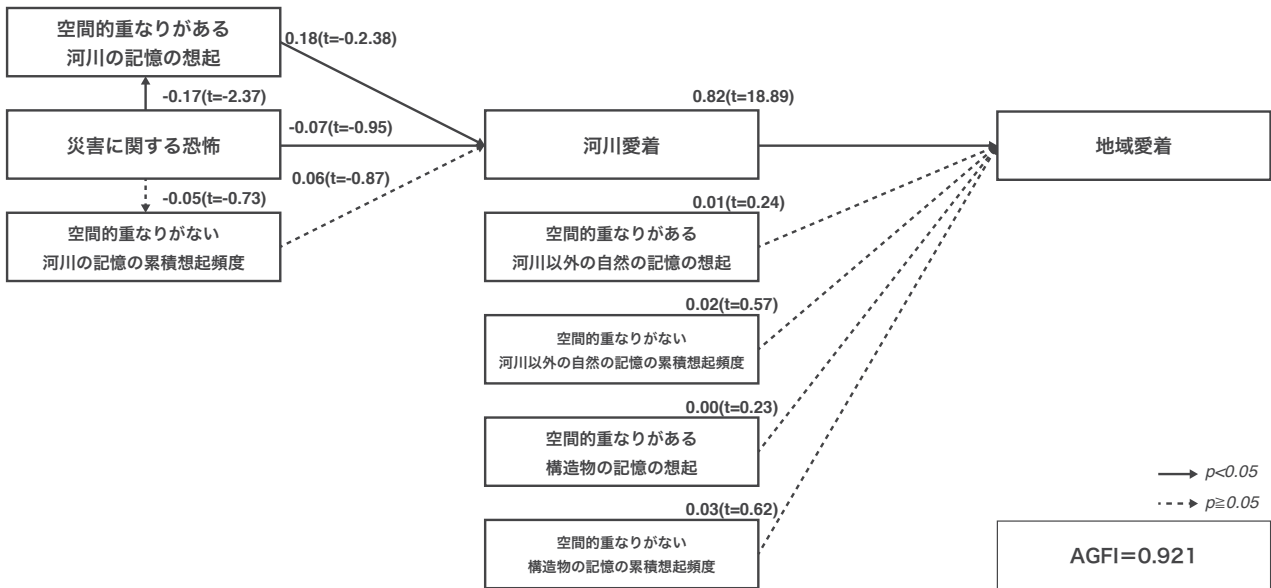 空間的重なりがある
河川の記憶の想起
0.18(t=-0.2.38)
-0.17(t=-2.37)
災害に関する恐怖
-0.07(t=-0.95)
0.06(t=-0.87)
-0.05(t=-0.73)
空間的重なりがない
河川の記憶の累積想起頻度
河川愛着
0.82(t=18.89)
地域愛着
0.01(t=0.24)
空間的重なりがある
河川以外の自然の記憶の想起
0.02(t=0.57)
空間的重なりがない
河川以外の自然の記憶の累積想起頻度
0.00(t=0.23)
空間的重なりがある
構造物の記憶の想起
0.03(t=0.62)
空間的重なりがない
構造物の記憶の累積想起頻度
p<0.05
p≧0.05
AGFI=0.921